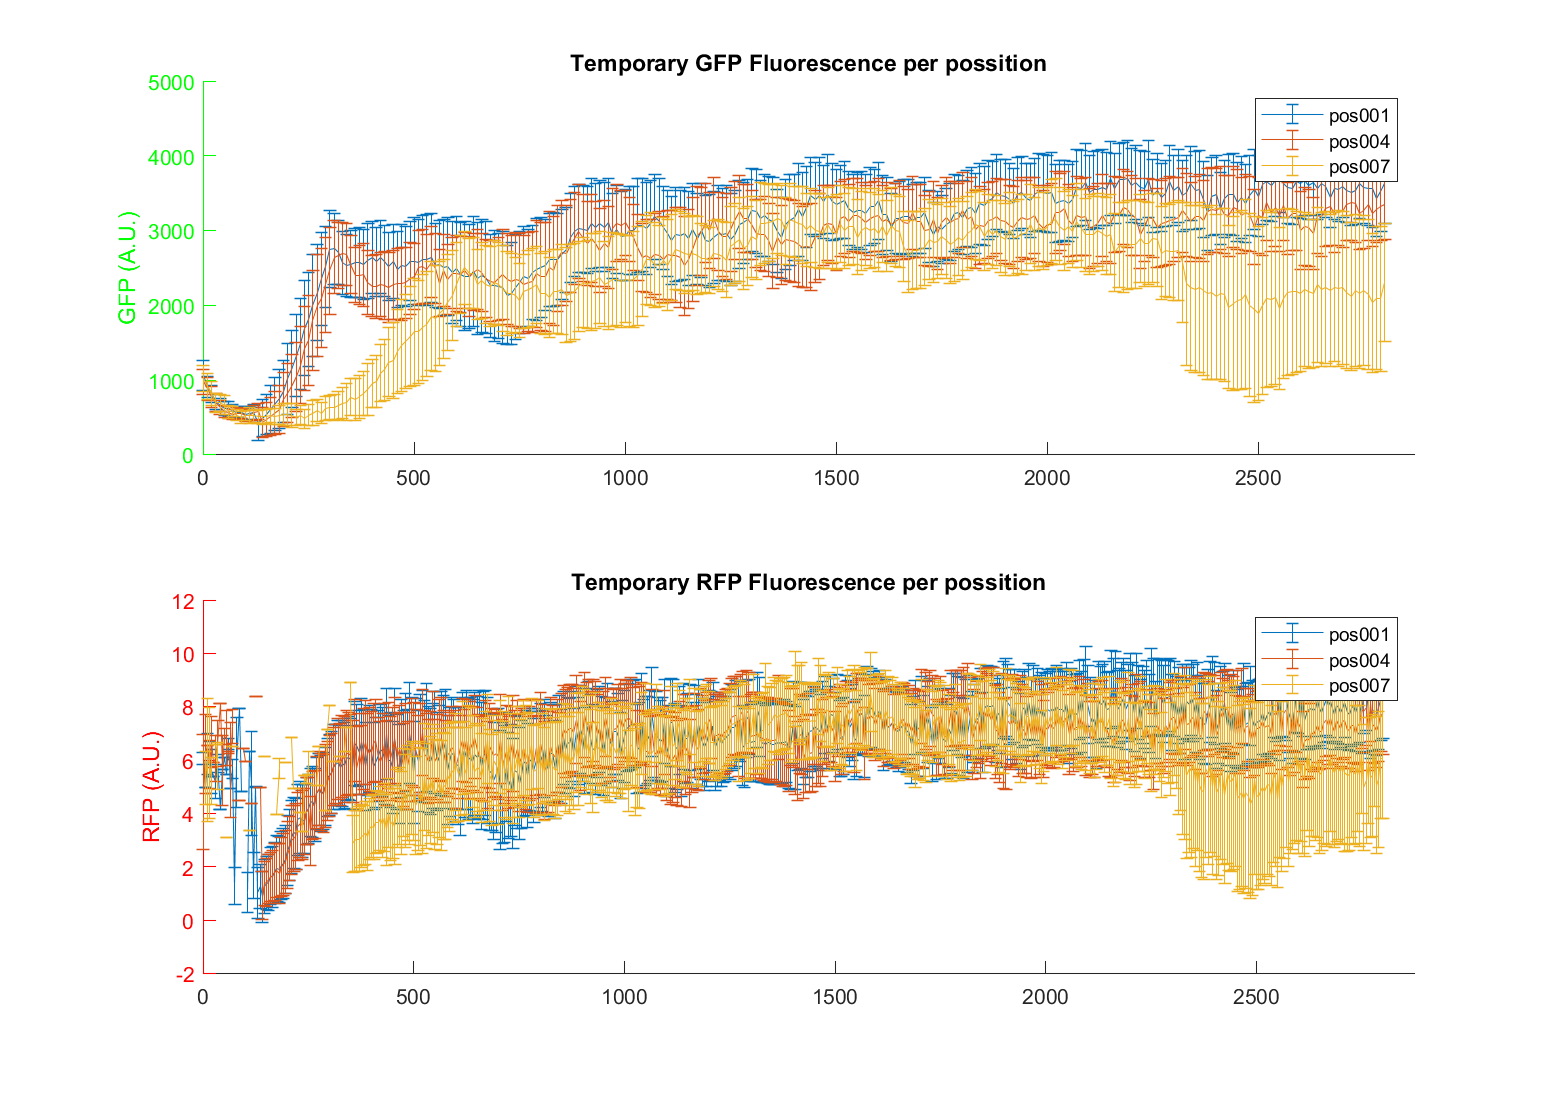 Temporary GFP Fluorescence per possition
GFP (A.U.)
5000
4000
3000
2000
1000
0
0 500 1000 1500 2000 2500
pos001
pos004
pos007
Temporary RFP Fluorescence per possition
RFP (A.U.)
12
10
8
6
4
2
0
-2
0 500 1000 1500 2000 2500
pos001
pos004
pos007